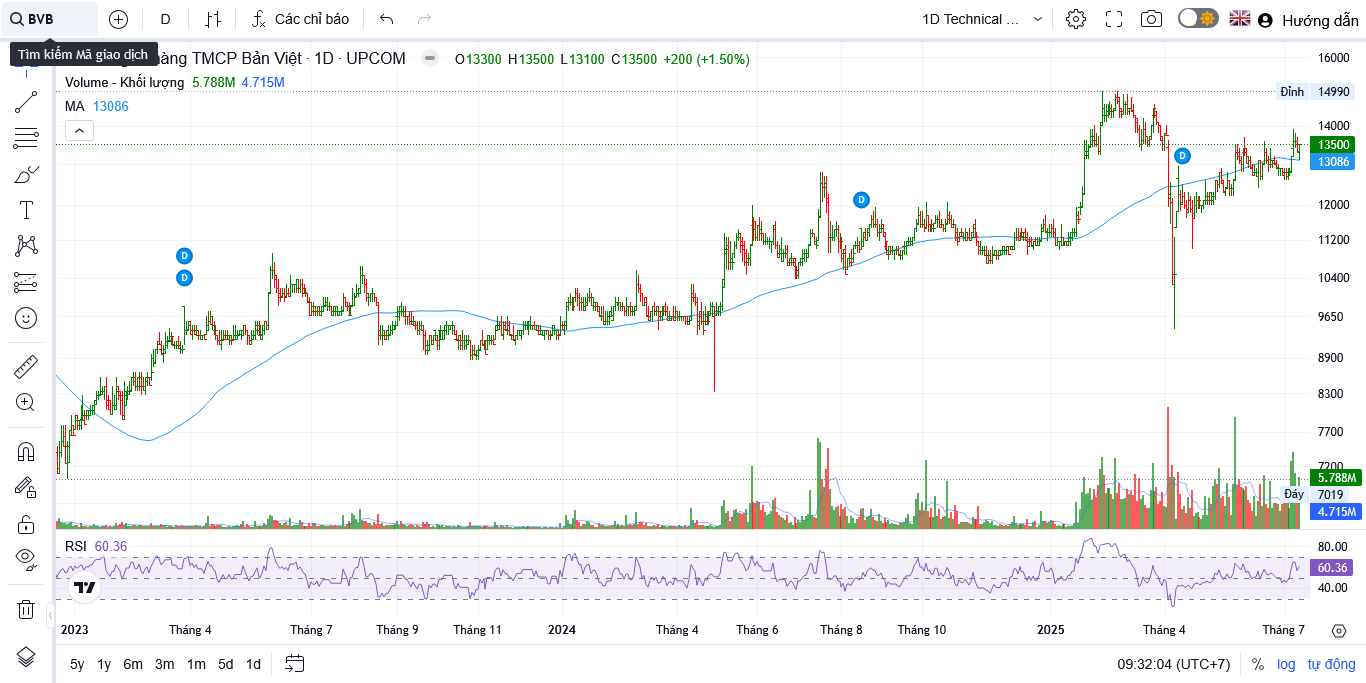 BVB
D
Các chỉ báo
1D Technical ...
Hướng dẫn
Tìm kiếm Mã giao dịch
hàng TMCP Bản Việt · 1D · UPCOM
O13300 H13500 L13100 C13500 +200 (+1.50%)
Volume - Khối lượng 5.788M 4.715M
MA 13086
16000
Đỉnh 14990
14000
13500
13086
12000
11200
10400
9650
8900
8300
7700
7200
5.788M
Đáy 7019
4.715M
D
D
D
D
RSI 60.36
80.00
60.36
40.00
2023 Tháng 4 Tháng 7 Tháng 9 Tháng 11 2024 Tháng 4 Tháng 6 Tháng 8 Tháng 10 2025 Tháng 4 Tháng 7
5y 1y 6m 3m 1m 5d 1d
09:32:04 (UTC+7) % log tự động